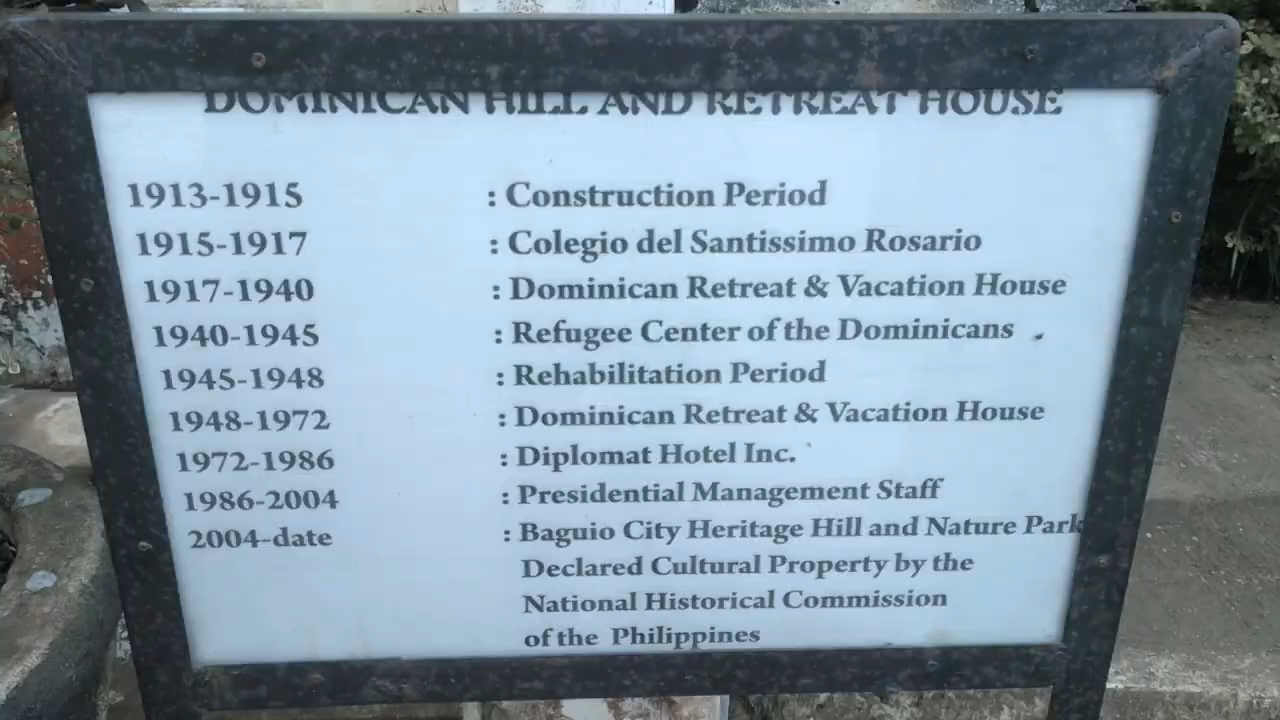 DOMINICAN HILL AND RETREAT HOUSE
1913-1915 : Construction Period
1915-1917 : Colegio del Santissimo Rosario
1917-1940 : Dominican Retreat & Vacation House
1940-1945 : Refugee Center of the Dominicans
1945-1948 : Rehabilitation Period
1948-1972 : Dominican Retreat & Vacation House
1972-1986 : Diplomat Hotel Inc.
1986-2004 : Presidential Management Staff
2004-date : Baguio City Heritage Hill and Nature Park
Declared Cultural Property by the
National Historical Commission
of the Philippines